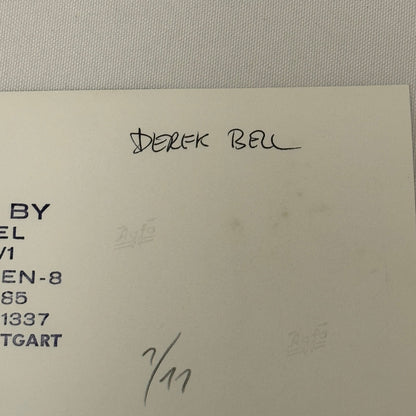 DEREK BELL
BY
EL
/1
EN-8
85
1337
TGART
7/11